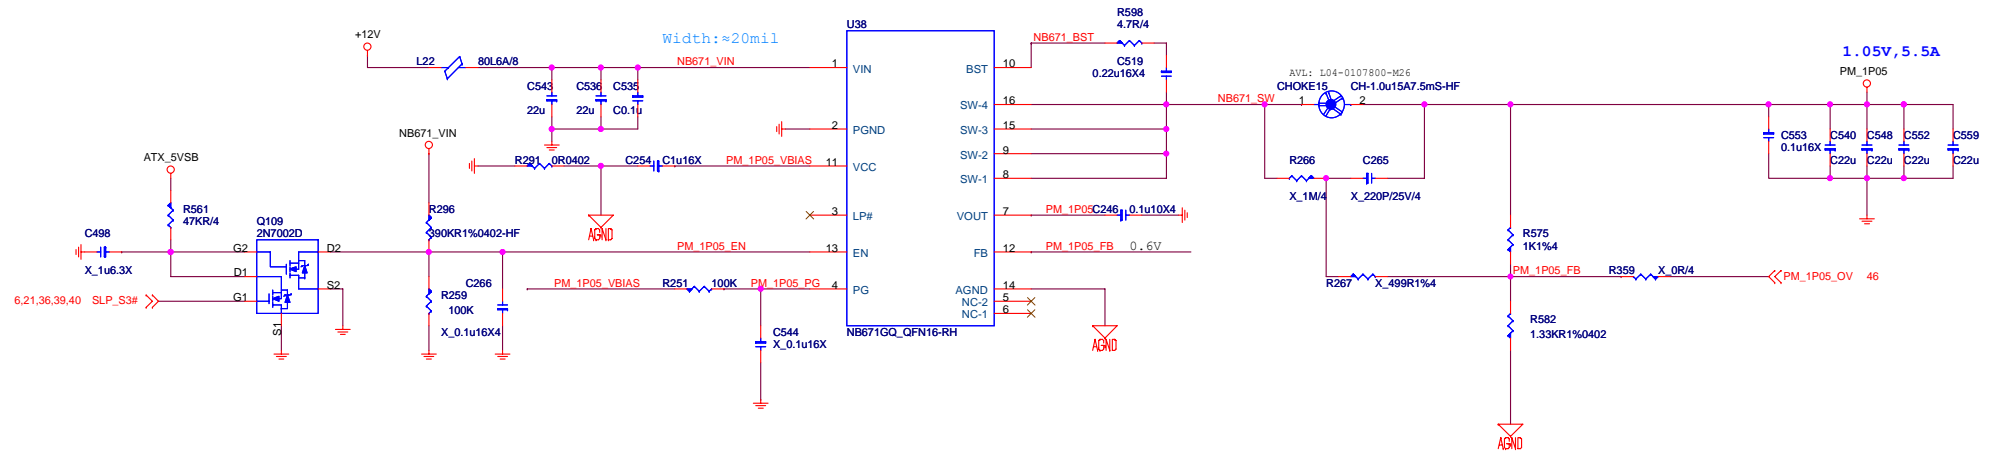 U38
R598
4.7R/4
+12V
Width:≈20mil
NB671_BST
1.05V,5.5A
L22
80L6A/8
NB671_VIN
1
VIN
BST
10
C519
0.22u16X4
AVL: L04-0107800-M26
PM_1P05
C543
22u
C536
22u
C535
C0.1u
CHOKE15
CH-1.0u15A7.5mS-HF
NB671_SW
1
2
SW-4
16
2
PGND
SW-3
15
NB671_VIN
C553
0.1u16X
C540
C22u
C548
C22u
C552
C22u
C559
C22u
ATX_5VSB
SW-2
9
R291
0R0402
C254
C1u16X
PM_1P05_VBIAS
11
VCC
SW-1
8
R266
X_1M/4
C265
X_220P/25V/4
R561
47KR/4
Q109
2N7002D
R296
390KR1%0402-HF
AGND
3
LP#
VOUT
7
PM_1P05
C246
0.1u10X4
C498
X_1u6.3X
G2
D2
PM_1P05_EN
13
EN
FB
12
PM_1P05_FB
0.6V
R575
1K1%4
D1
S2
PM_1P05_FB
R359
X_0R/4
PM_1P05_OV
46
R267
X_499R1%4
6,21,36,39,40
SLP_S3#
G1
S1
R259
100K
C266
X_0.1u16X4
PM_1P05_VBIAS
R251
100K
PM_1P05_PG
4
PG
AGND
14
NC-2
5
NC-1
6
C544
X_0.1u16X
NB671GQ_QFN16-RH
AGND
R582
1.33KR1%0402
AGND